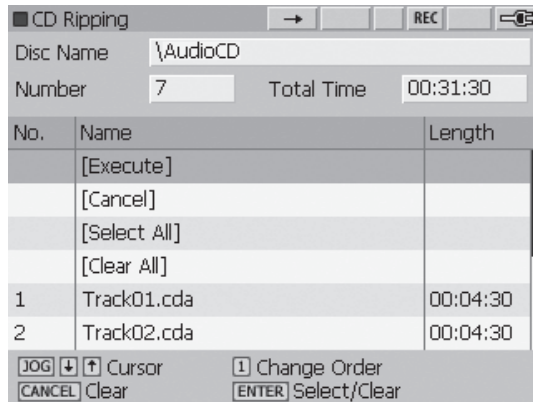 CD Ripping → REC
Disc Name \AudioCD
Number 7 Total Time 00:31:30
No. Name Length
[Execute]
[Cancel]
[Select All]
[Clear All]
1 Track01.cda 00:04:30
2 Track02.cda 00:04:30
JOG ↓ ↑ Cursor 1 Change Order
CANCEL Clear ENTER Select/Clear